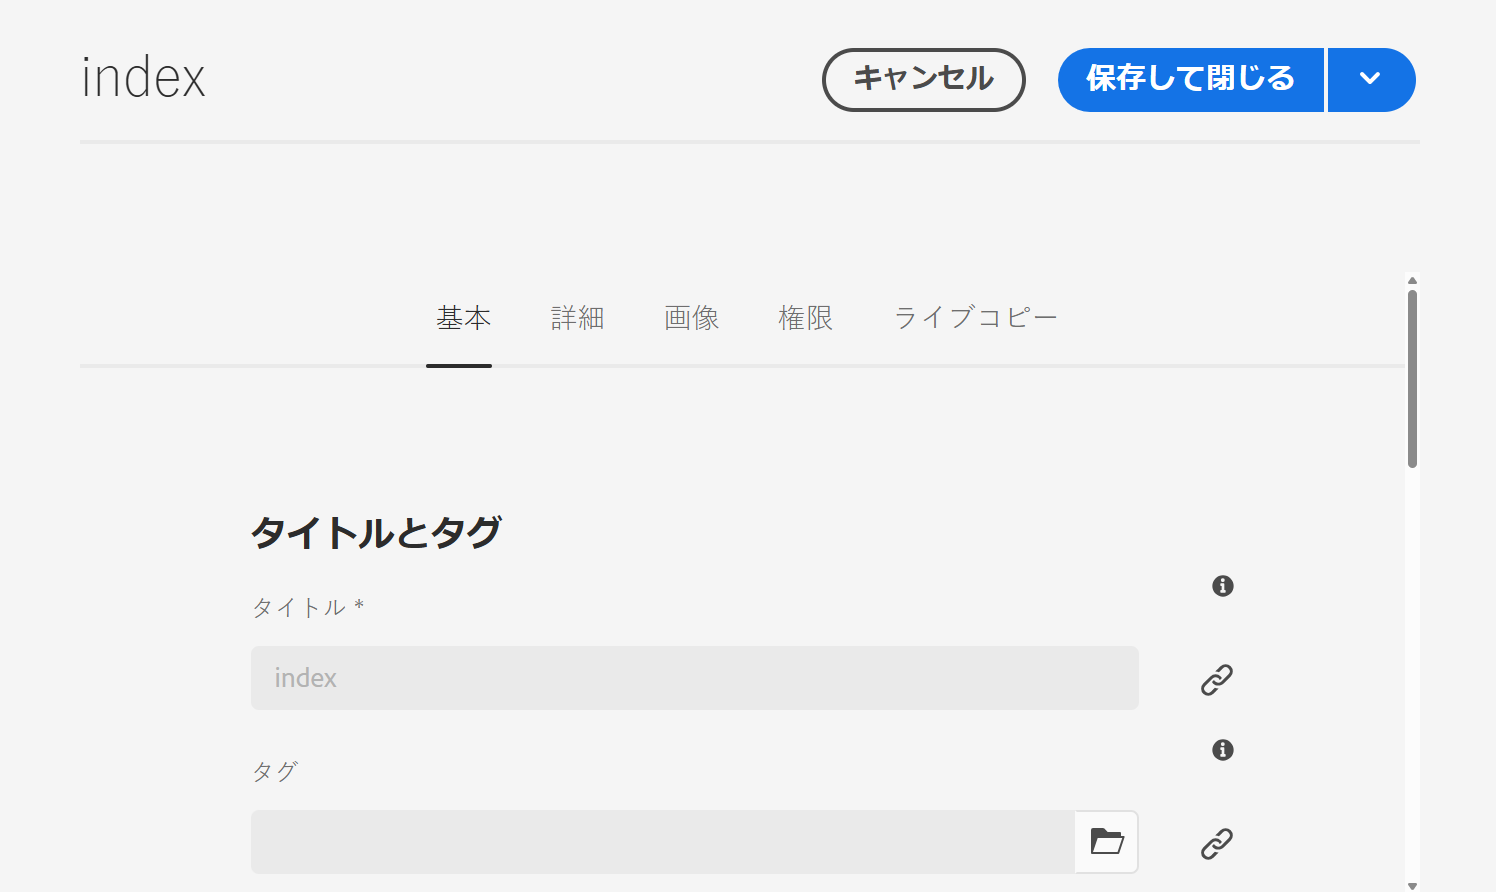 index
キャンセル
保存して閉じる
基本 詳細 画像 権限 ライブコピー
タイトルとタグ
タイトル *
index
タグ